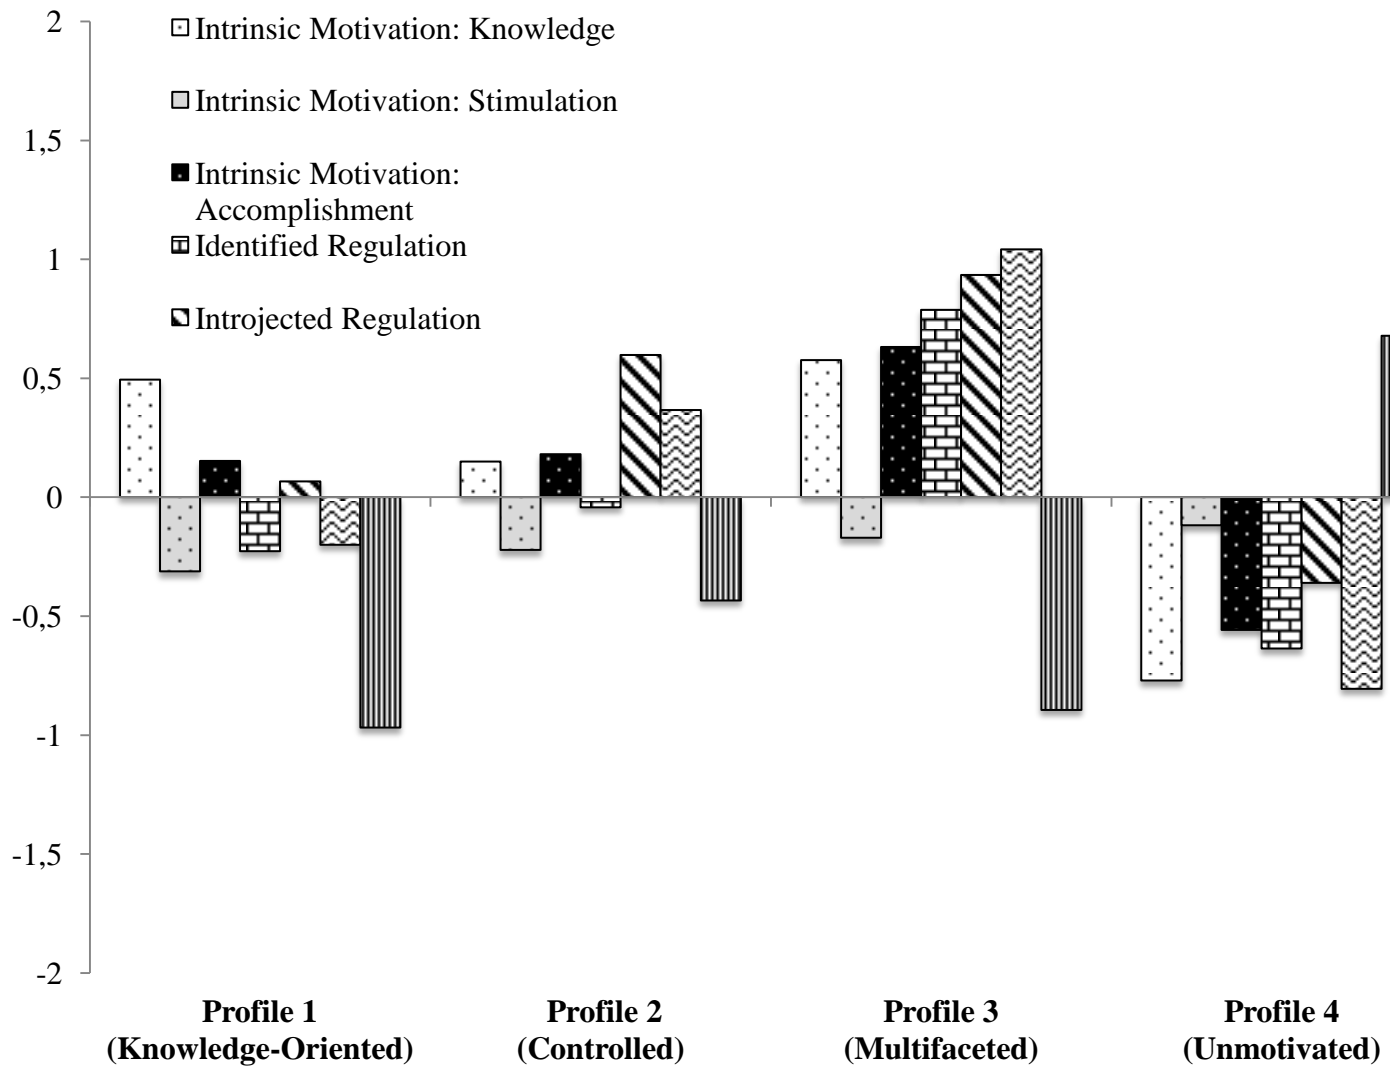 2
1,5
1
0,5
0
-0,5
-1
-1,5
-2
Intrinsic Motivation: Knowledge
Intrinsic Motivation: Stimulation
Intrinsic Motivation:
Accomplishment
Identified Regulation
Introjected Regulation
Profile 1
(Knowledge-Oriented)
Profile 2
(Controlled)
Profile 3
(Multifaceted)
Profile 4
(Unmotivated)